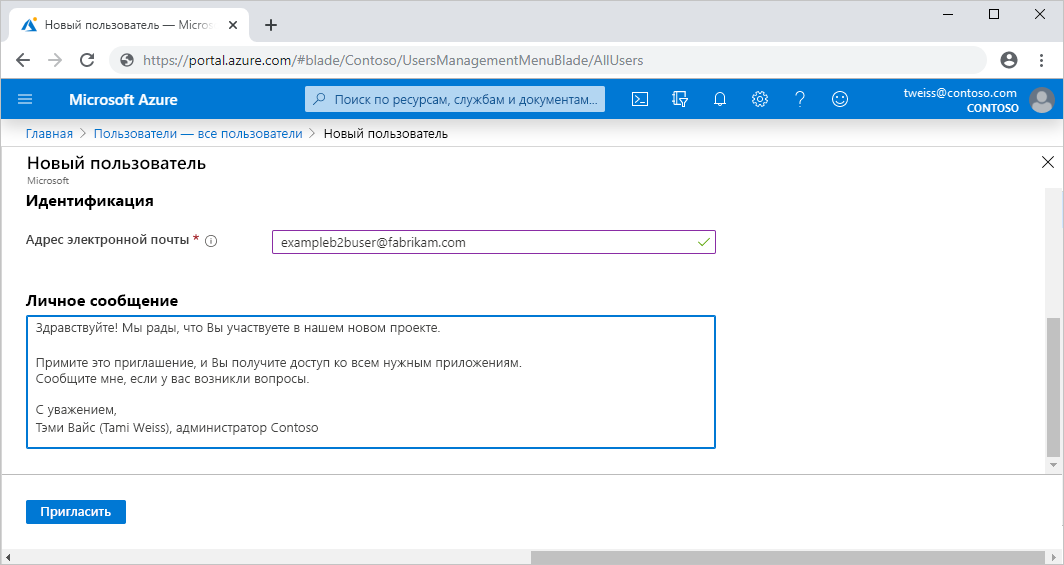 Новый пользователь — Micros
https://portal.azure.com/#blade/Contoso/UsersManagementMenuBlade/AllUsers
Microsoft Azure
Поиск по ресурсам, службам и документам...
tweiss@contoso.com
CONTOSO
Главная > Пользователи — все пользователи > Новый пользователь
Новый пользователь
Microsoft
Идентификация
Адрес электронной почты *
exampleb2buser@fabrikam.com
Личное сообщение
Здравствуйте! Мы рады, что Вы участвуете в нашем новом проекте.
Примите это приглашение, и Вы получите доступ ко всем нужным приложениям.
Сообщите мне, если у вас возникли вопросы.
С уважением,
Тэми Вайс (Tami Weiss), администратор Contoso
Пригласить